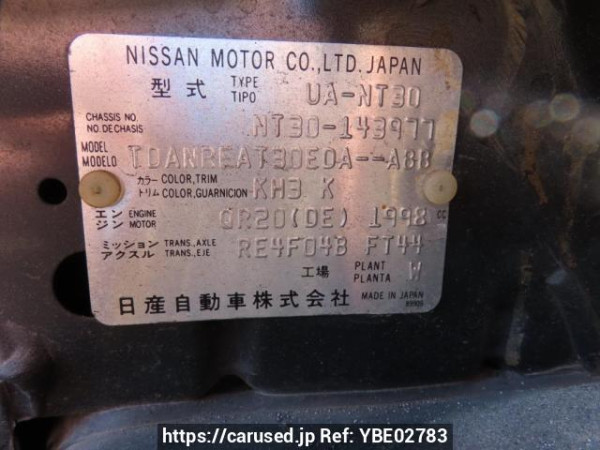 NISSAN MOTOR CO.,LTD. JAPAN
型式 TYPE TIPO UA-NT30
CHASSIS NO. NO. DE CHASIS NT30-143977
MODEL MODELO TDANREAT30EDA--A8B
カラー COLOR,TRIM トリム COLOR,GUARNICION KH3 K
エンジン ENGINE MOTOR QR20(DE) 1998 CC
ミッション TRANS.,AXLE アクスル TRANS.,EJE RE4F04B FT44
工場 PLANT PLANTA W
日産自動車株式会社 MADE IN JAPAN
https://carused.jp Ref: YBE02783